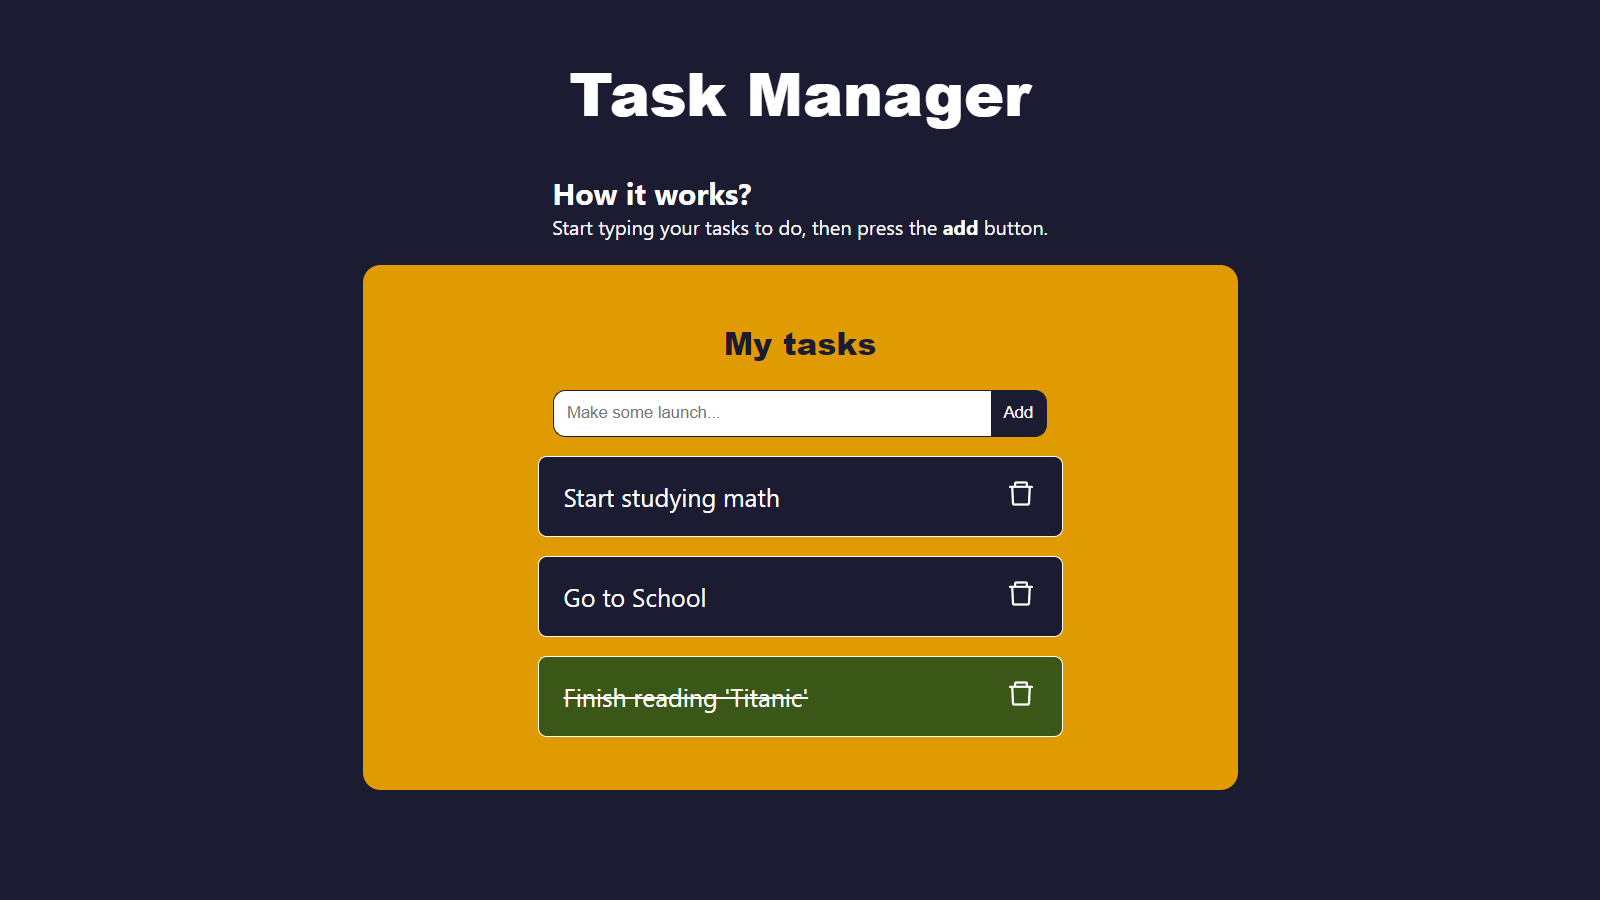 Task Manager
How it works?
Start typing your tasks to do, then press the add button.
My tasks
Make some launch...
Add
Start studying math
Go to School
Finish reading 'Titanic'